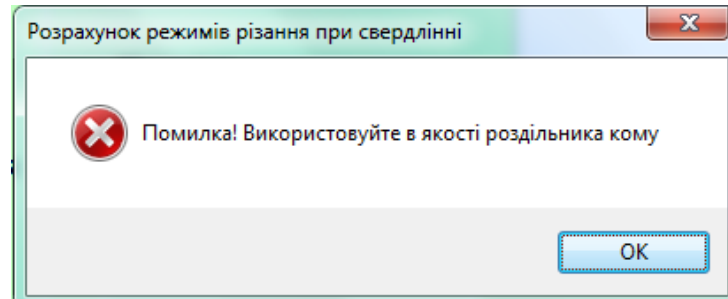 Розрахунок режимів різання при свердлінні
Помилка! Використовуйте в якості роздільника кому
OK